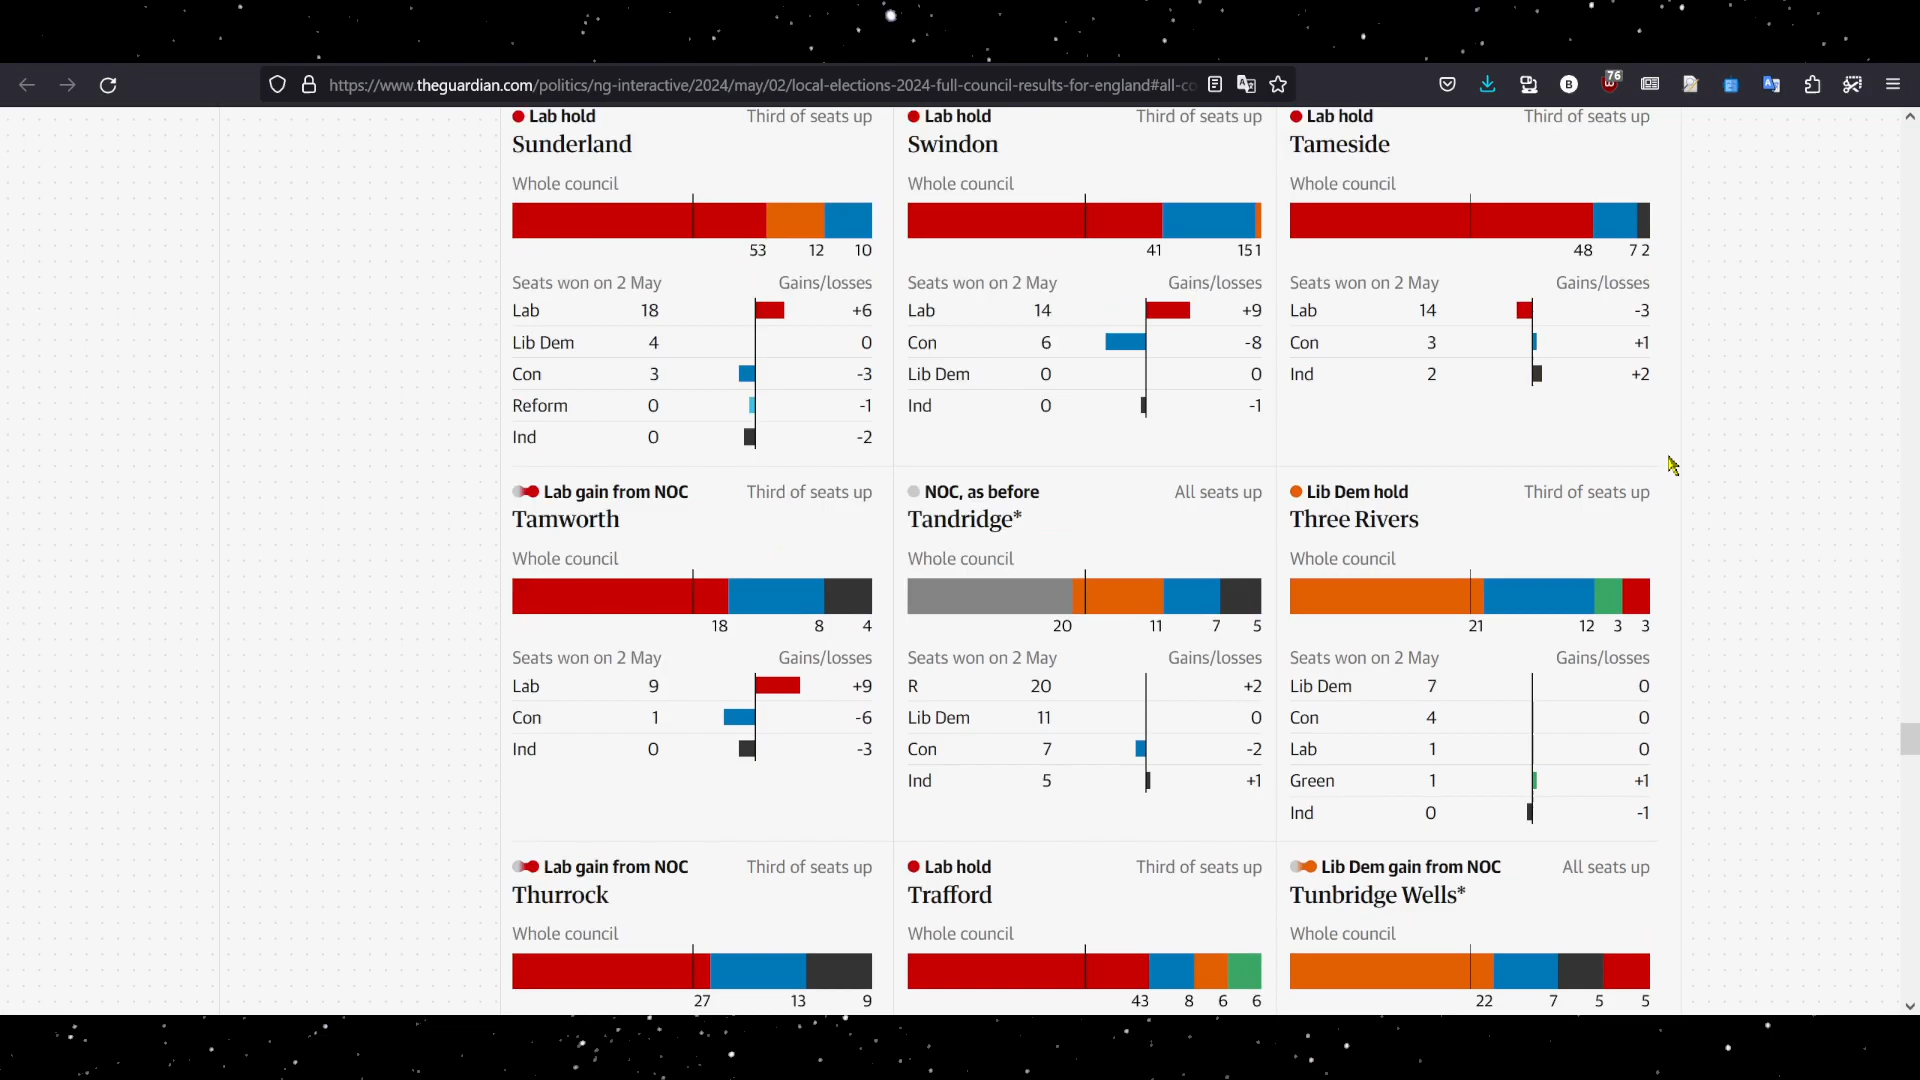 https://www.theguardian.com/politics/ng-interactive/2024/may/02/local-elections-2024-full-council-results-for-england#all-co
B
76
Lab hold Third of seats up
Sunderland
Whole council
53 12 10
Seats won on 2 May Gains/losses
Lab 18 +6
Lib Dem 4 0
Con 3 -3
Reform 0 -1
Ind 0 -2
Lab hold Third of seats up
Swindon
Whole council
41 15 1
Seats won on 2 May Gains/losses
Lab 14 +9
Con 6 -8
Lib Dem 0 0
Ind 0 -1
Lab hold Third of seats up
Tameside
Whole council
48 7 2
Seats won on 2 May Gains/losses
Lab 14 -3
Con 3 +1
Ind 2 +2
Lab gain from NOC Third of seats up
Tamworth
Whole council
18 8 4
Seats won on 2 May Gains/losses
Lab 9 +9
Con 1 -6
Ind 0 -3
NOC, as before All seats up
Tandridge*
Whole council
20 11 7 5
Seats won on 2 May Gains/losses
R 20 +2
Lib Dem 11 0
Con 7 -2
Ind 5 +1
Lib Dem hold Third of seats up
Three Rivers
Whole council
21 12 3 3
Seats won on 2 May Gains/losses
Lib Dem 7 0
Con 4 0
Lab 1 0
Green 1 +1
Ind 0 -1
Lab gain from NOC Third of seats up
Thurrock
Whole council
27 13 9
Lab hold Third of seats up
Trafford
Whole council
43 8 6 6
Lib Dem gain from NOC All seats up
Tunbridge Wells*
Whole council
22 7 5 5